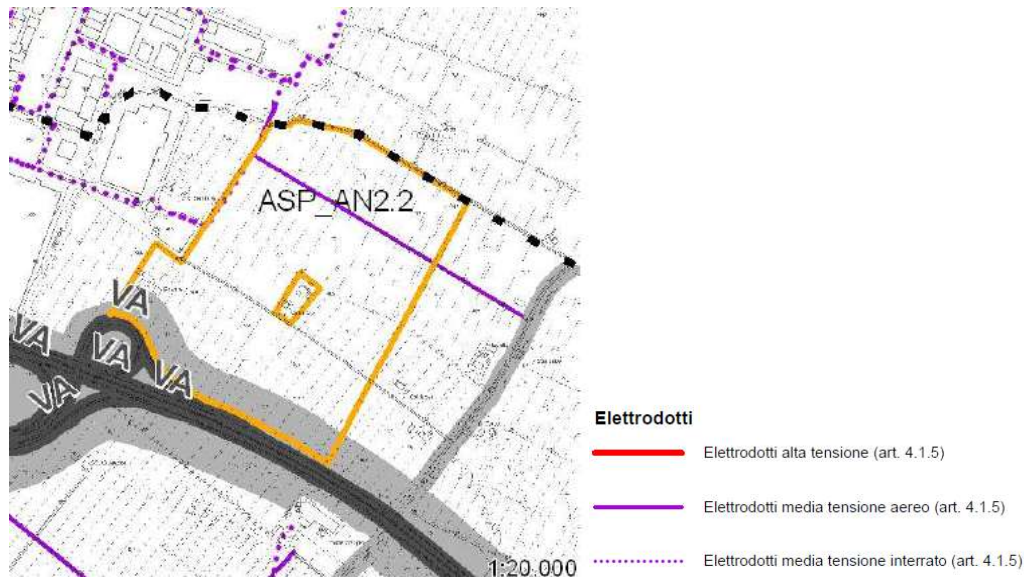 ASP_AN2.2
VA
VA
VA
VA
VA
1:20.000
Elettrodotti
Elettrodotti alta tensione (art. 4.1.5)
Elettrodotti media tensione aereo (art. 4.1.5)
Elettrodotti media tensione interrato (art. 4.1.5)